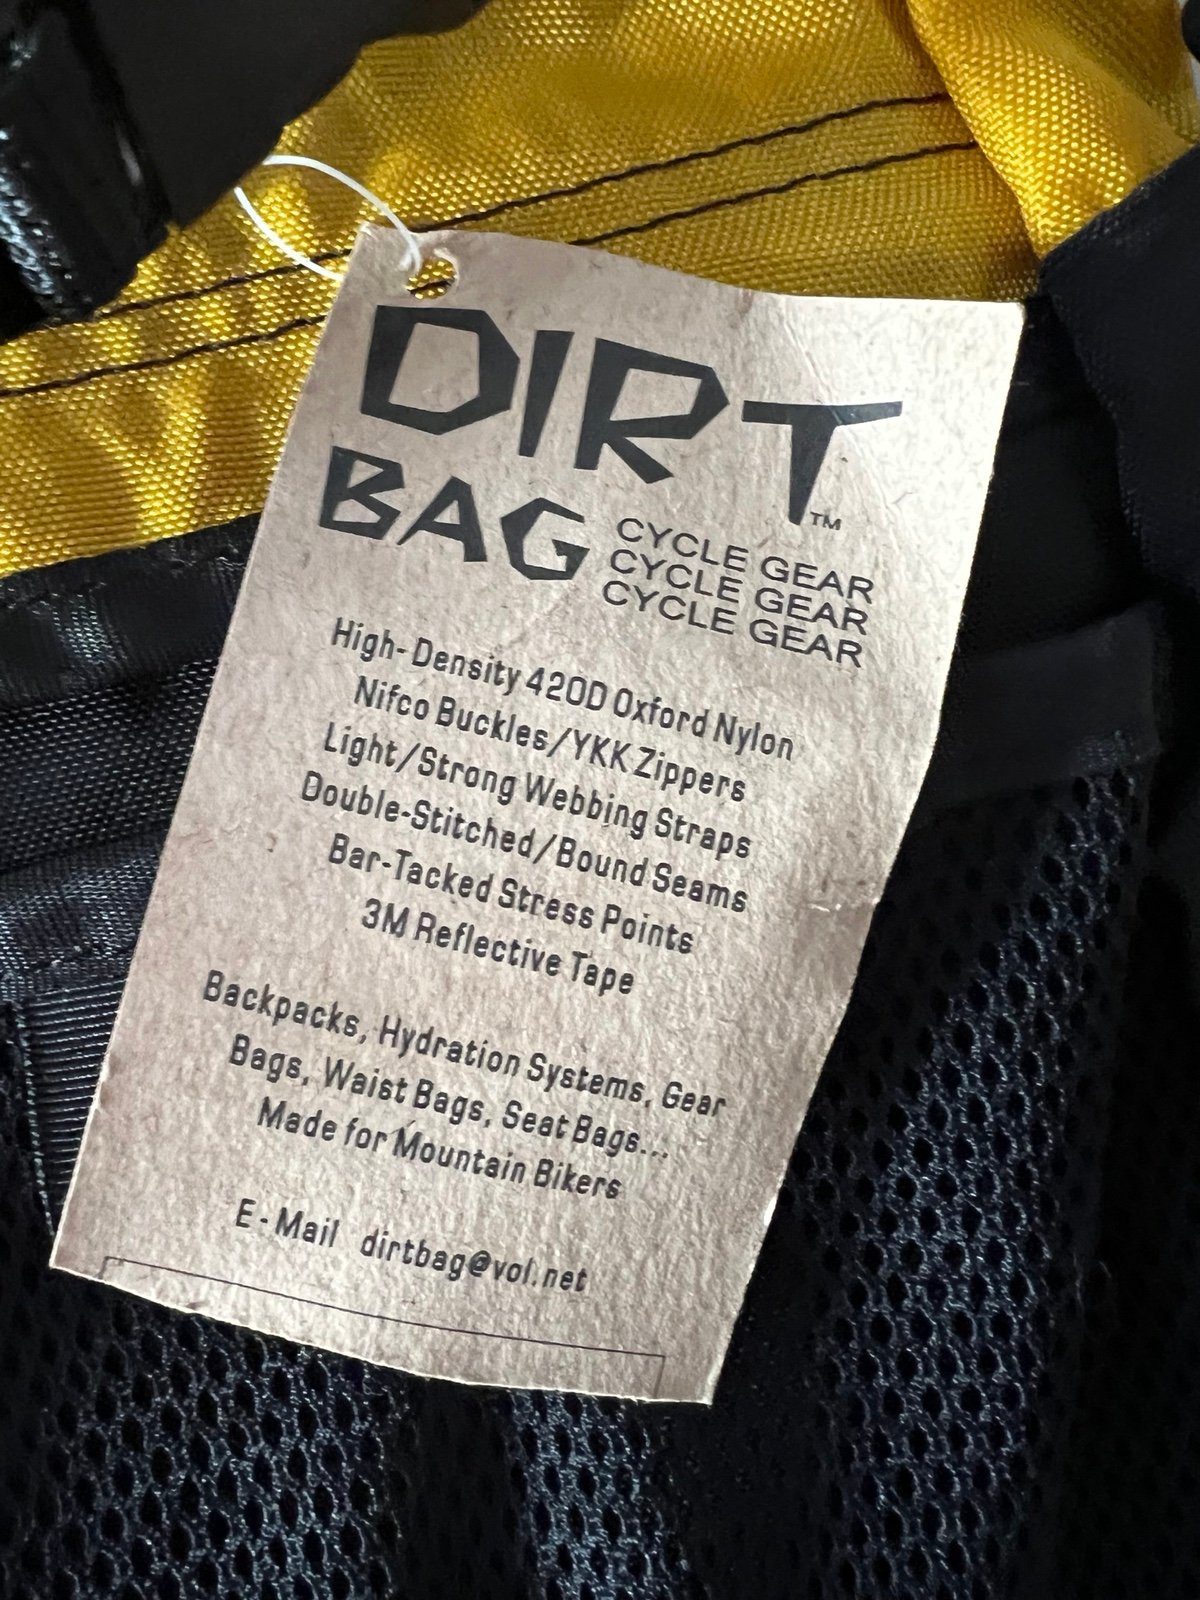 DIRT
BAG
TM
CYCLE GEAR
CYCLE GEAR
CYCLE GEAR
High-Density 420D Oxford Nylon
Nifco Buckles/YKK Zippers
Light/Strong Webbing Straps
Double-Stitched/Bound Seams
Bar-Tacked Stress Points
3M Reflective Tape
Backpacks, Hydration Systems, Gear
Bags, Waist Bags, Seat Bags...
Made for Mountain Bikers
E-Mail dirtbag@vol.net